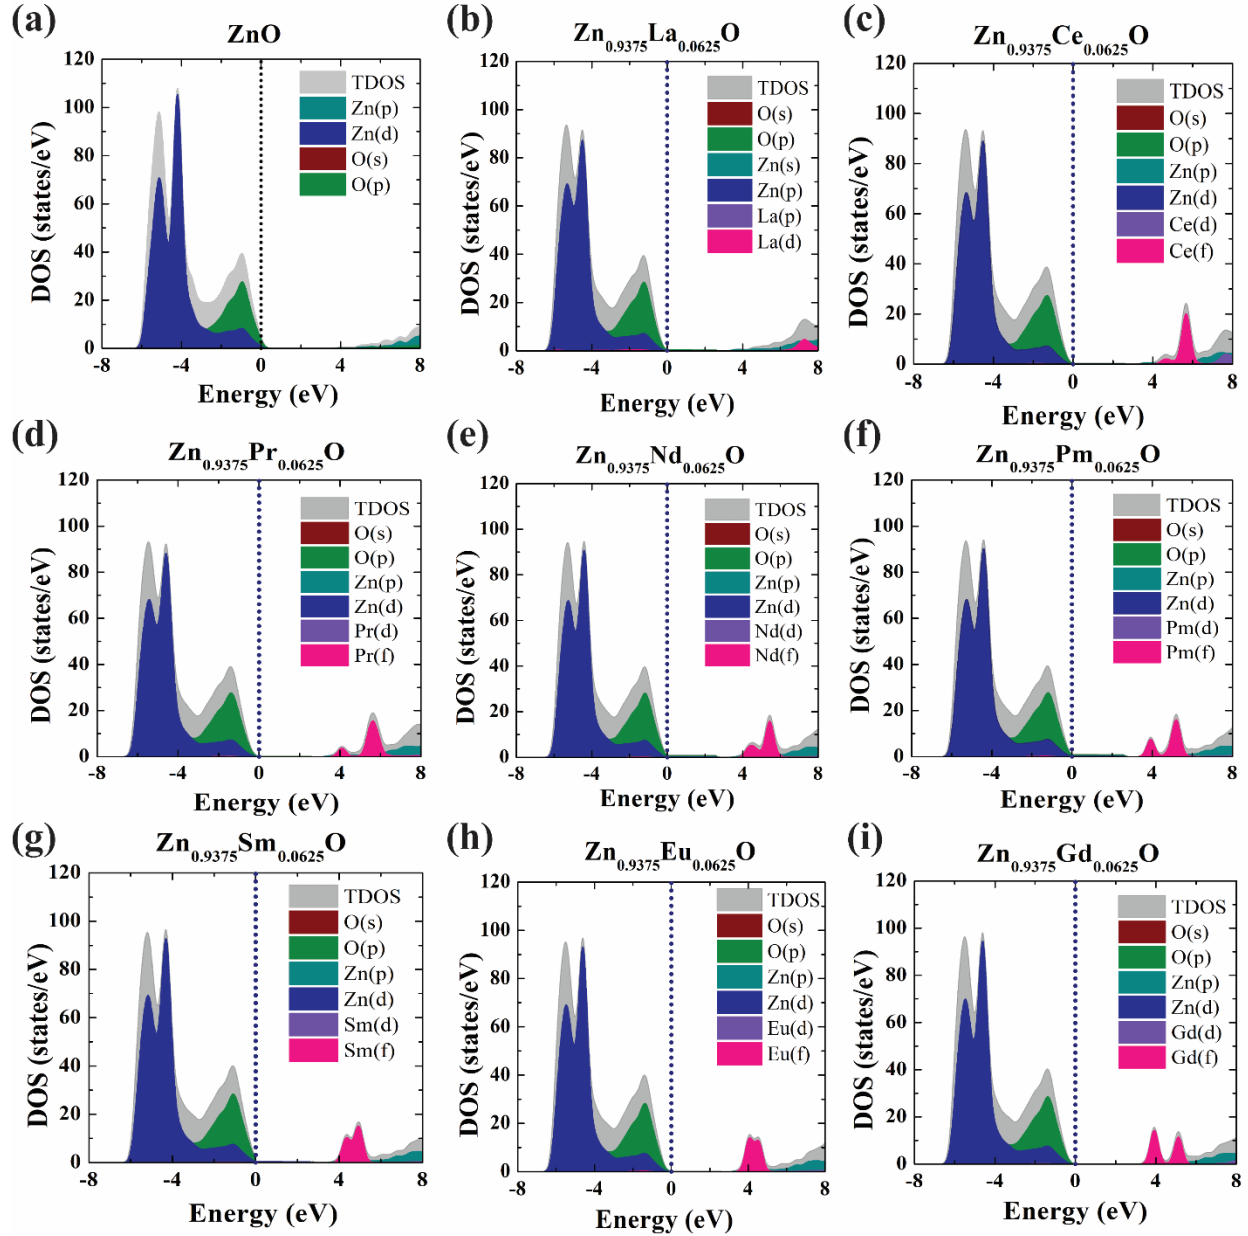 (a)
ZnO
DOS (states/eV)
120
100
80
60
40
20
0
TDOS
Zn(p)
Zn(d)
O(s)
O(p)
-8 -4 0 4 8
Energy (eV)
(b)
Zn0.9375La0.0625O
DOS (states/eV)
120
100
80
60
40
20
0
TDOS
O(s)
O(p)
Zn(s)
Zn(p)
La(p)
La(d)
-8 -4 0 4 8
Energy (eV)
(c)
Zn0.9375Ce0.0625O
DOS (states/eV)
120
100
80
60
40
20
0
TDOS
O(s)
O(p)
Zn(p)
Zn(d)
Ce(d)
Ce(f)
-8 -4 0 4 8
Energy (eV)
(d)
Zn0.9375Pr0.0625O
DOS (states/eV)
120
100
80
60
40
20
0
TDOS
O(s)
O(p)
Zn(p)
Zn(d)
Pr(d)
Pr(f)
-8 -4 0 4 8
Energy (eV)
(e)
Zn0.9375Nd0.0625O
DOS (states/eV)
120
100
80
60
40
20
0
TDOS
O(s)
O(p)
Zn(p)
Zn(d)
Nd(d)
Nd(f)
-8 -4 0 4 8
Energy (eV)
(f)
Zn0.9375Pm0.0625O
DOS (states/eV)
120
100
80
60
40
20
0
TDOS
O(s)
O(p)
Zn(p)
Zn(d)
Pm(d)
Pm(f)
-8 -4 0 4 8
Energy (eV)
(g)
Zn0.9375Sm0.0625O
DOS (states/eV)
120
100
80
60
40
20
0
TDOS
O(s)
O(p)
Zn(p)
Zn(d)
Sm(d)
Sm(f)
-8 -4 0 4 8
Energy (eV)
(h)
Zn0.9375Eu0.0625O
DOS (states/eV)
120
100
80
60
40
20
0
TDOS
O(s)
O(p)
Zn(p)
Zn(d)
Eu(d)
Eu(f)
-8 -4 0 4 8
Energy (eV)
(i)
Zn0.9375Gd0.0625O
DOS (states/eV)
120
100
80
60
40
20
0
TDOS
O(s)
O(p)
Zn(p)
Zn(d)
Gd(d)
Gd(f)
-8 -4 0 4 8
Energy (eV)